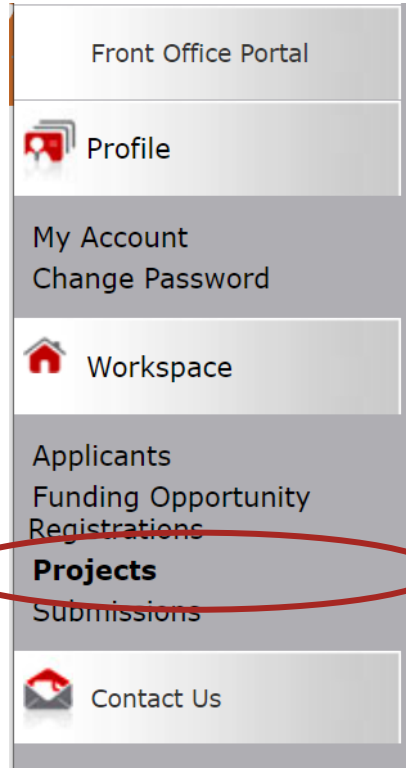 Front Office Portal
Profile
My Account
Change Password
Workspace
Applicants
Funding Opportunity
Registrations
Projects
Submissions
Contact Us